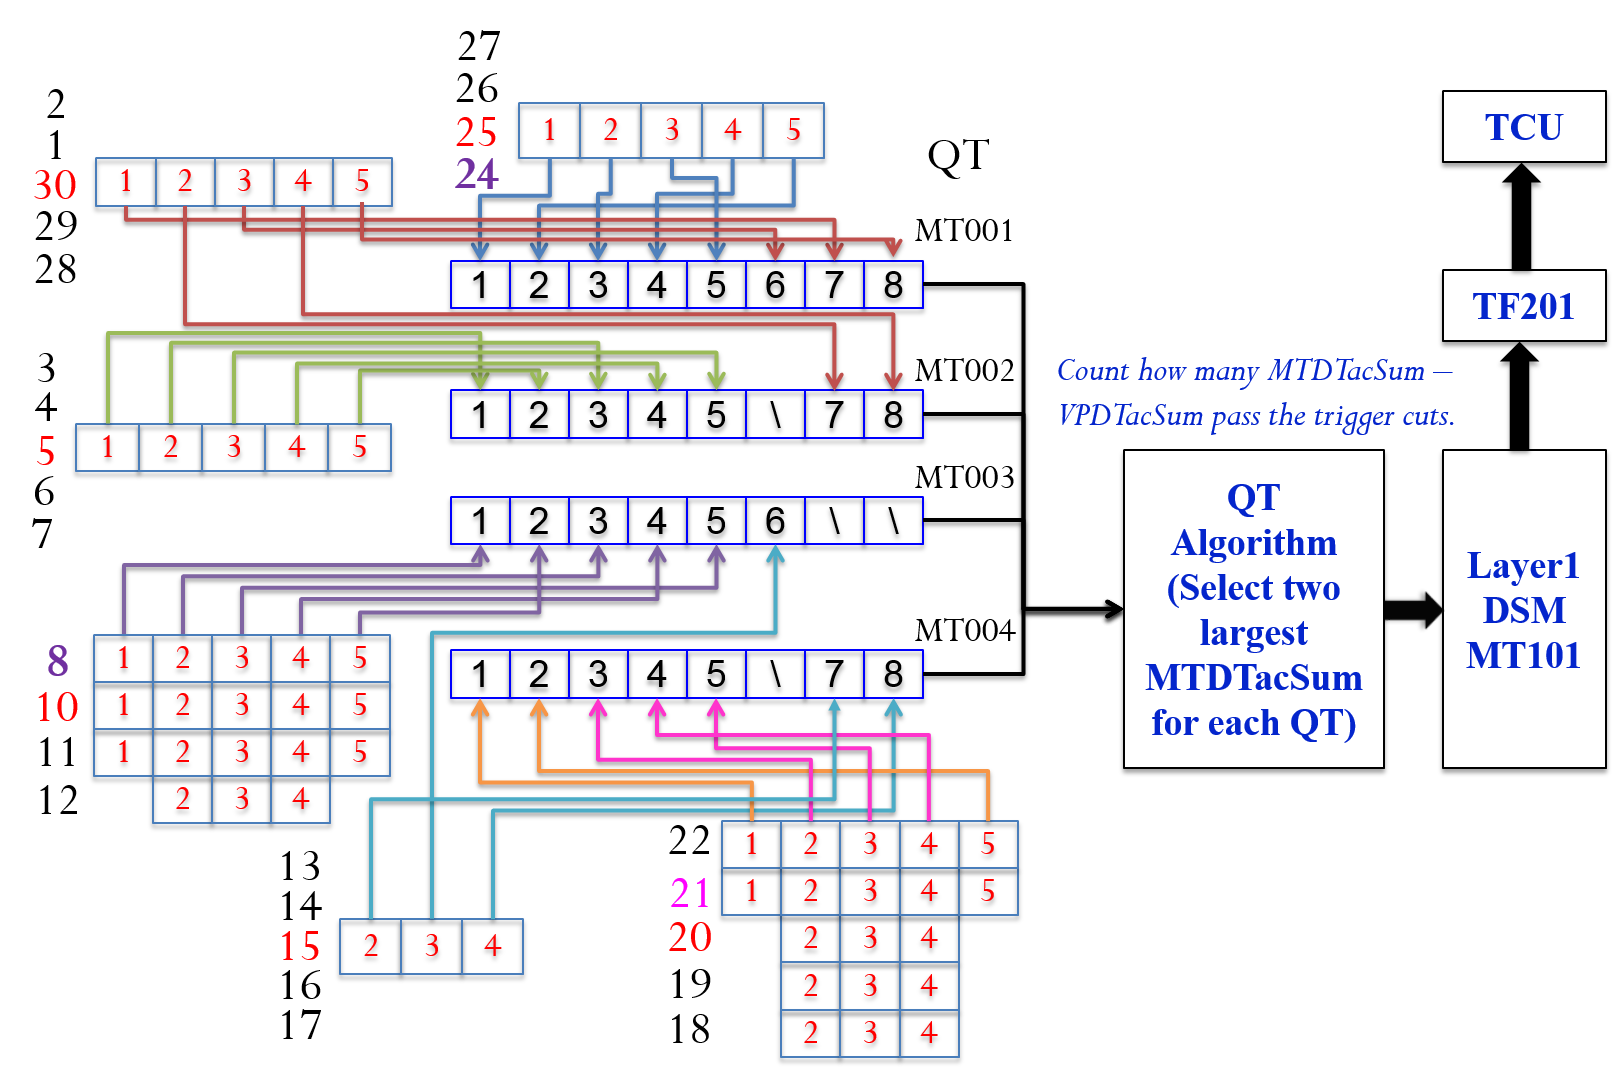 27
26
25
24
1 2 3 4 5
QT
2
1
30
29
28
1 2 3 4 5
MT001
1 2 3 4 5 6 7 8
3
4
5
6
7
1 2 3 4 5
MT002
1 2 3 4 5 \ 7 8
MT003
1 2 3 4 5 6 \ \
MT004
1 2 3 4 5 \ 7 8
8 1 2 3 4 5
10 1 2 3 4 5
11 1 2 3 4 5
12 2 3 4
13
14
15
16
17
2 3 4
22 1 2 3 4 5
21 1 2 3 4 5
20 2 3 4
19 2 3 4
18 2 3 4
Count how many MTDTacSum –
VPDTacSum pass the trigger cuts.
QT
Algorithm
(Select two
largest
MTDTacSum
for each QT)
TCU
TF201
Layer1
DSM
MT101